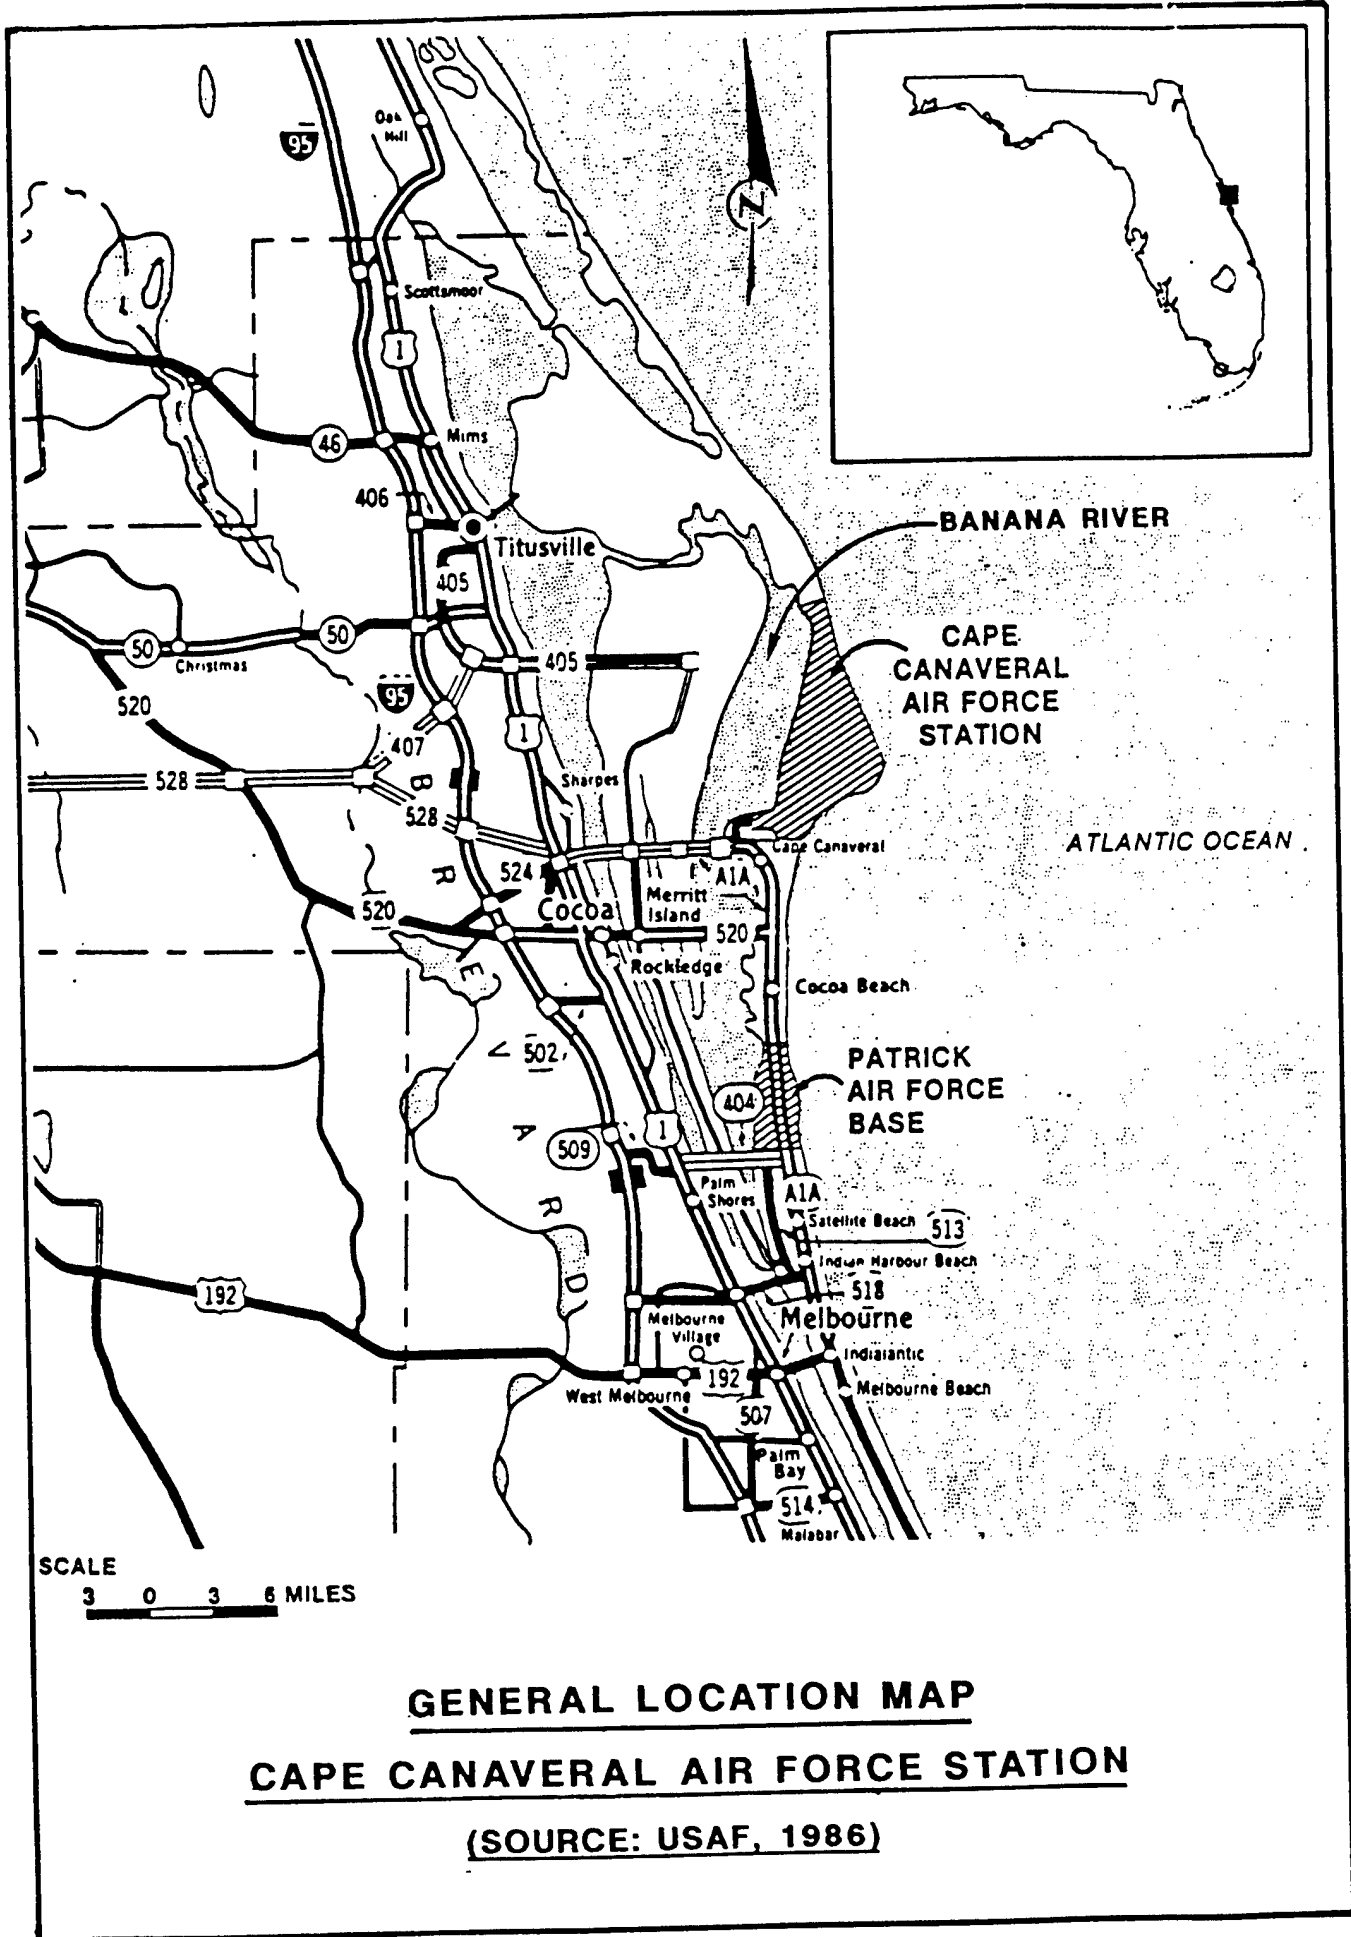 Oak
Hill
95
Z
Scottsmoor
1
46
Mims
406
BANANA RIVER
Titusville
405
CAPE
CANAVERAL
AIR FORCE
STATION
50
50
Christmas
405
95
520
1
407
528
Sharpes
528
ATLANTIC OCEAN
Cape Canaveral
524
A1A
Merritt
Island
520
Cocoa
520
Rockledge
Cocoa Beach
502
PATRICK
AIR FORCE
BASE
404
1
509
BREVARD
Palm
Shores
A1A
Satellite Beach
513
Indian Harbour Beach
192
518
Melbourne
Melbourne
Village
Indialantic
192
West Melbourne
Melbourne Beach
507
Palm
Bay
514
Malabar
SCALE
3 0 3 6 MILES
GENERAL LOCATION MAP
CAPE CANAVERAL AIR FORCE STATION
(SOURCE: USAF, 1986)